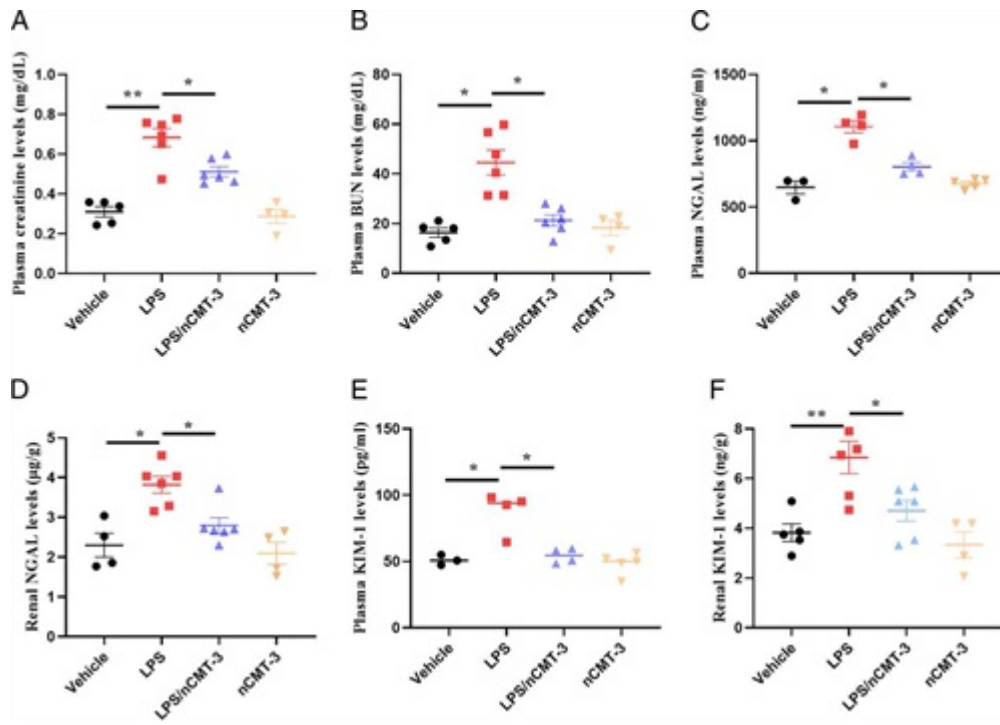 A
Plasma creatinine levels (mg/dL)
1.0
0.8
0.6
0.4
0.2
0.0
**
*
Vehicle
LPS
LPS/nCMT-3
nCMT-3
B
Plasma BUN levels (mg/dL)
80
60
40
20
0
*
*
Vehicle
LPS
LPS/nCMT-3
nCMT-3
C
Plasma NGAL levels (ng/ml)
1500
1000
500
0
*
*
Vehicle
LPS
LPS/nCMT-3
nCMT-3
D
Renal NGAL levels (µg/g)
5
4
3
2
1
0
*
*
Vehicle
LPS
LPS/nCMT-3
nCMT-3
E
Plasma KIM-1 levels (pg/ml)
150
100
50
0
*
*
Vehicle
LPS
LPS/nCMT-3
nCMT-3
F
Renal KIM-1 levels (ng/g)
8
6
4
2
0
**
*
Vehicle
LPS
LPS/nCMT-3
nCMT-3